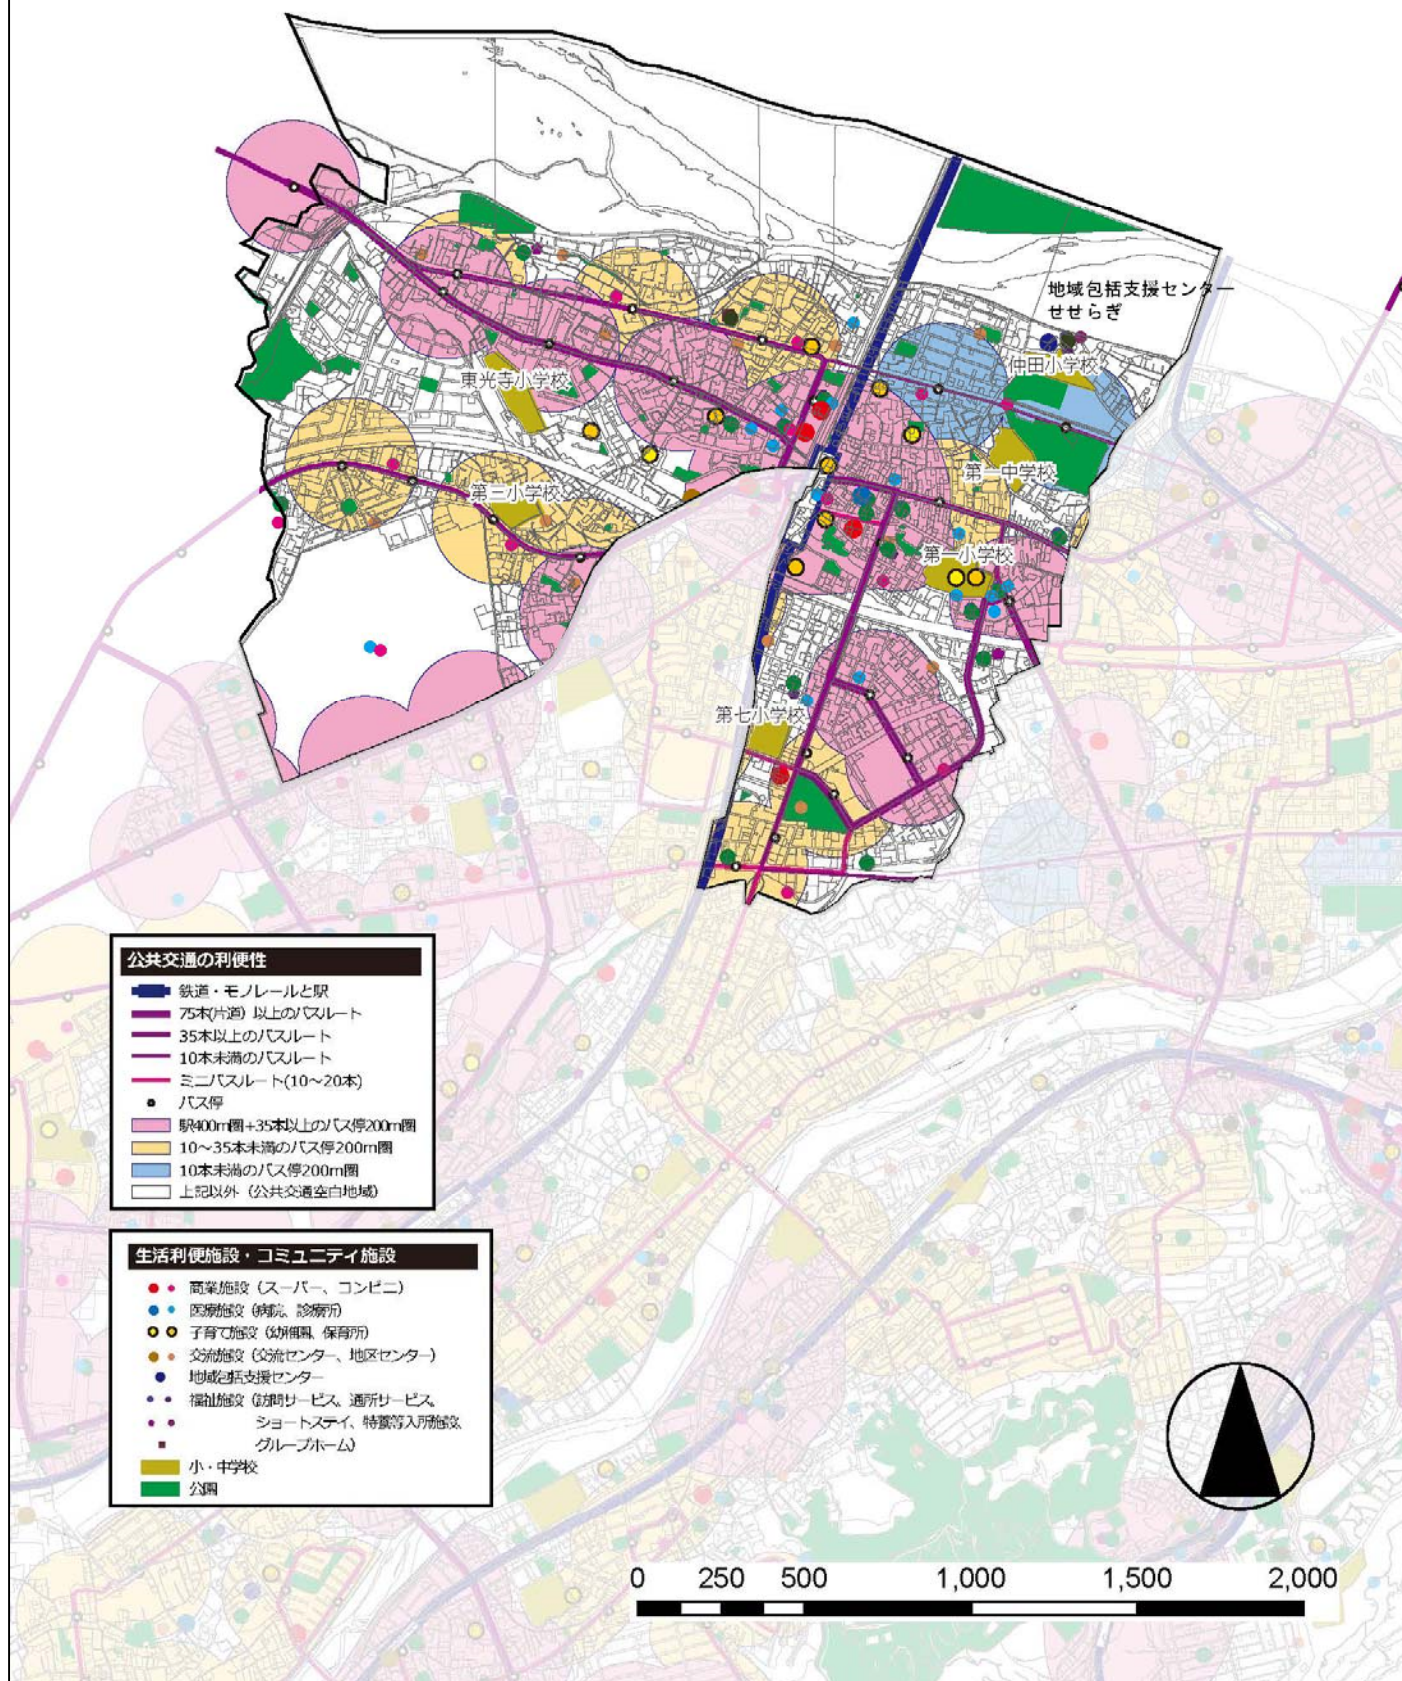 地域包括支援センター
せせらぎ
仲田小学校
東光寺小学校
第一中学校
第三小学校
第一小学校
第七小学校
公共交通の利便性
鉄道・モノレールと駅
75本(片道)以上のバスルート
35本以上のバスルート
10本未満のバスルート
ミニバスルート(10～20本)
バス停
駅400m圏+35本以上のバス停200m圏
10～35本未満のバス停200m圏
10本未満のバス停200m圏
上記以外（公共交通空白地域）
生活利便施設・コミュニティ施設
商業施設（スーパー、コンビニ）
医療施設（病院、診療所）
子育て施設（幼稚園、保育所）
交流施設（交流センター、地区センター）
地域包括支援センター
福祉施設（訪問サービス、通所サービス、
ショートステイ、特養等入所施設、
グループホーム）
小・中学校
公園
0 250 500 1,000 1,500 2,000